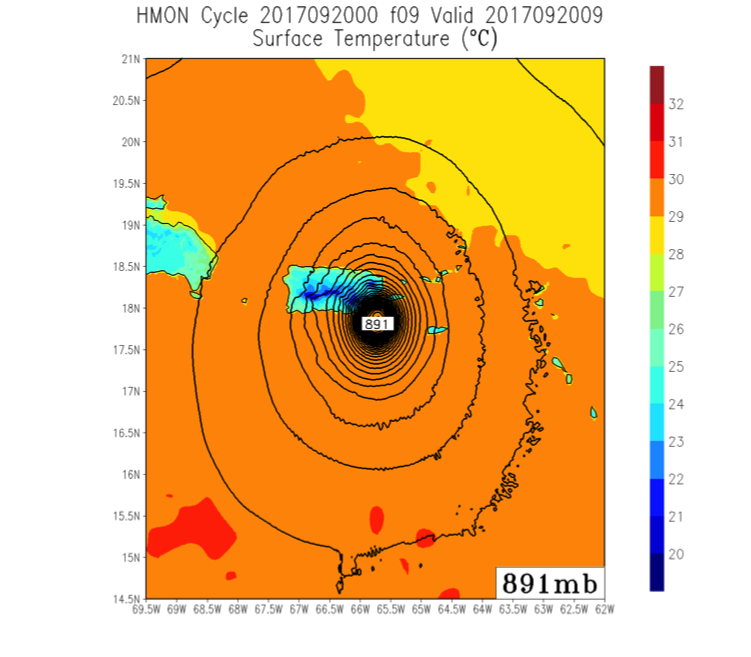 HMON Cycle 2017092000 f09 Valid 2017092009
Surface Temperature (°C)
21N
20.5N
20N
19.5N
19N
18.5N
18N
17.5N
17N
16.5N
16N
15.5N
15N
14.5N
69.5W 69W 68.5W 68W 67.5W 67W 66.5W 66W 65.5W 65W 64.5W 64W 63.5W 63W 62.5W 62W
891
891mb
32
31
30
29
28
27
26
25
24
23
22
21
20